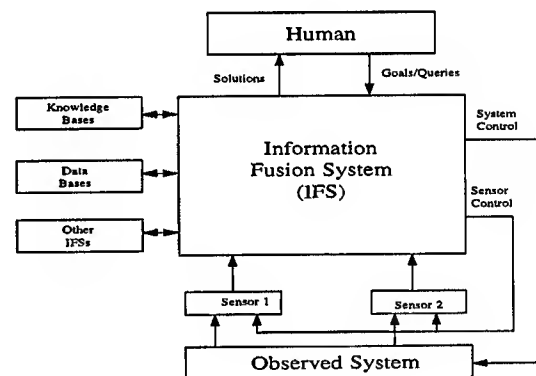 Human
Solutions
Goals/Queries
Knowledge
Bases
System
Control
Information
Fusion System
(IFS)
Data
Bases
Sensor
Control
Other
IFSs
Sensor 1
Sensor 2
Observed System